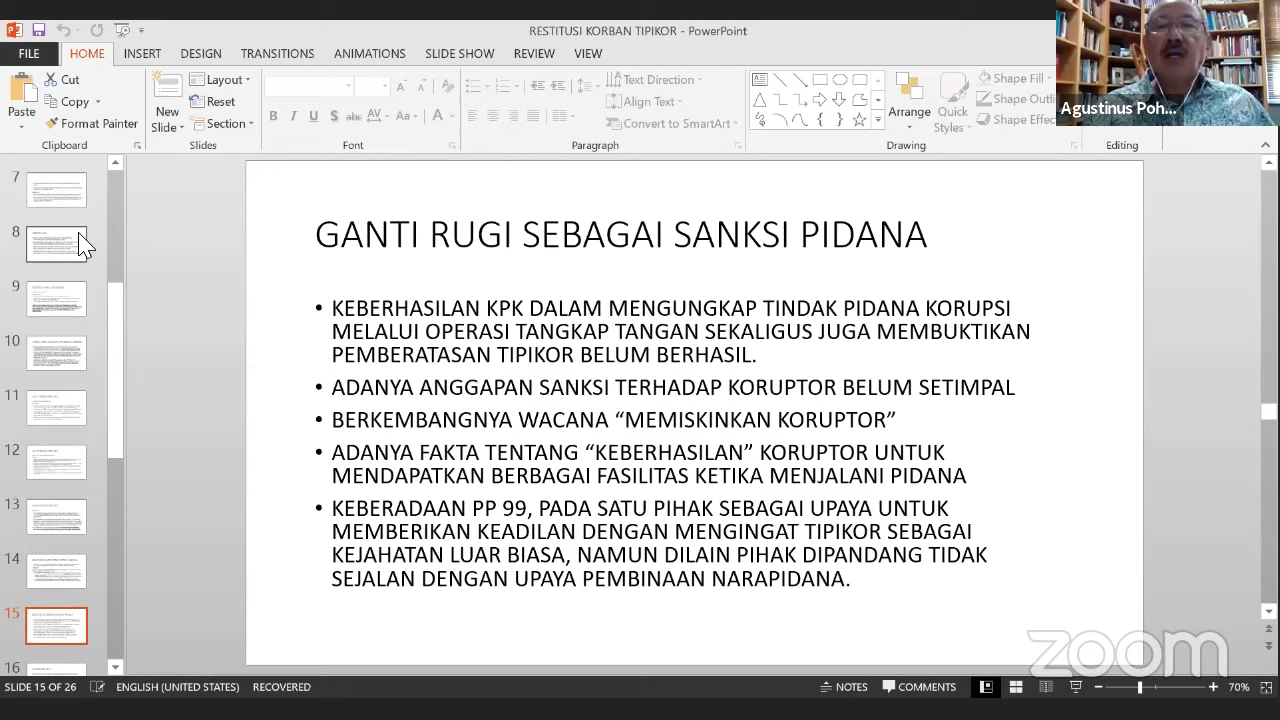 RESTITUSI KORBAN TIPIKOR - PowerPoint
FILE HOME INSERT DESIGN TRANSITIONS ANIMATIONS SLIDE SHOW REVIEW VIEW
Agustinus Poh...
Paste
Cut
Copy
Format Painter
Clipboard
New
Slide
Layout
Reset
Section
Slides
B I U S abc AV Aa A
Font
Text Direction
Align Text
Convert to SmartArt
Paragraph
Arrange
Quick
Styles
Shape Fill
Shape Outli
Shape Effec
Drawing
Editing
7
8
9
10
11
12
13
14
15
16
GANTI RUGI SEBAGAI SANKSI PIDANA
• KEBERHASILAN KPK DALAM MENGUNGKAP TINDAK PIDANA KORUPSI
MELALUI OPERASI TANGKAP TANGAN SEKALIGUS JUGA MEMBUKTIKAN
PEMBERATASAN TIPIKOR BELUM BERHASIL.
• ADANYA ANGGAPAN SANKSI TERHADAP KORUPTOR BELUM SETIMPAL
• BERKEMBANGNYA WACANA “MEMISKINKAN KORUPTOR”
• ADANYA FAKTA TENTANG “KEBERHASILAN” KORUPTOR UNTUK
MENDAPATKAN BERBAGAI FASILITAS KETIKA MENJALANI PIDANA
• KEBERADAAN PP 99, PADA SATU PIHAK SEBAGAI UPAYA UNTUK
MEMBERIKAN KEADILAN DENGAN MENGINGAT TIPIKOR SEBAGAI
KEJAHATAN LUAR BIASA, NAMUN DILAIN PIHAK DIPANDANG TIDAK
SEJALAN DENGAN UPAYA PEMBINAAN NARAPIDANA.
zoom
SLIDE 15 OF 26 ENGLISH (UNITED STATES) RECOVERED NOTES COMMENTS 70%